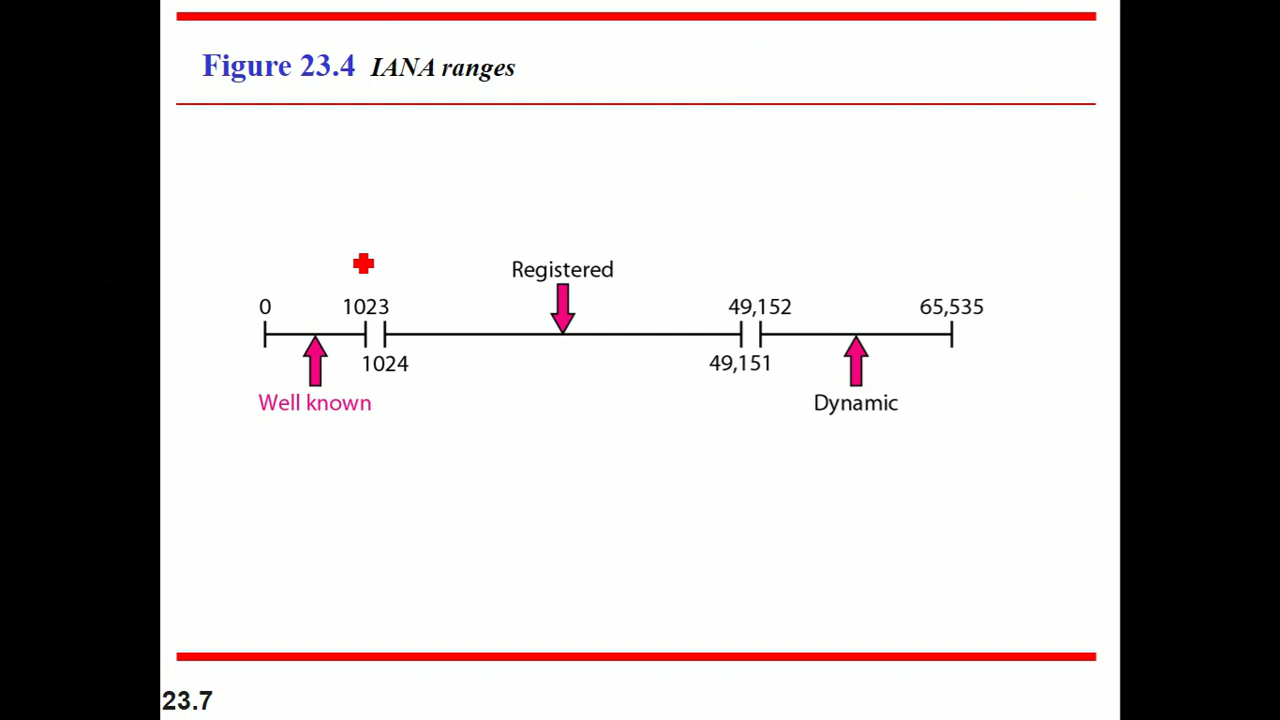 Figure 23.4 IANA ranges
Registered
0 1023 49,152 65,535
1024 49,151
Well known Dynamic
23.7